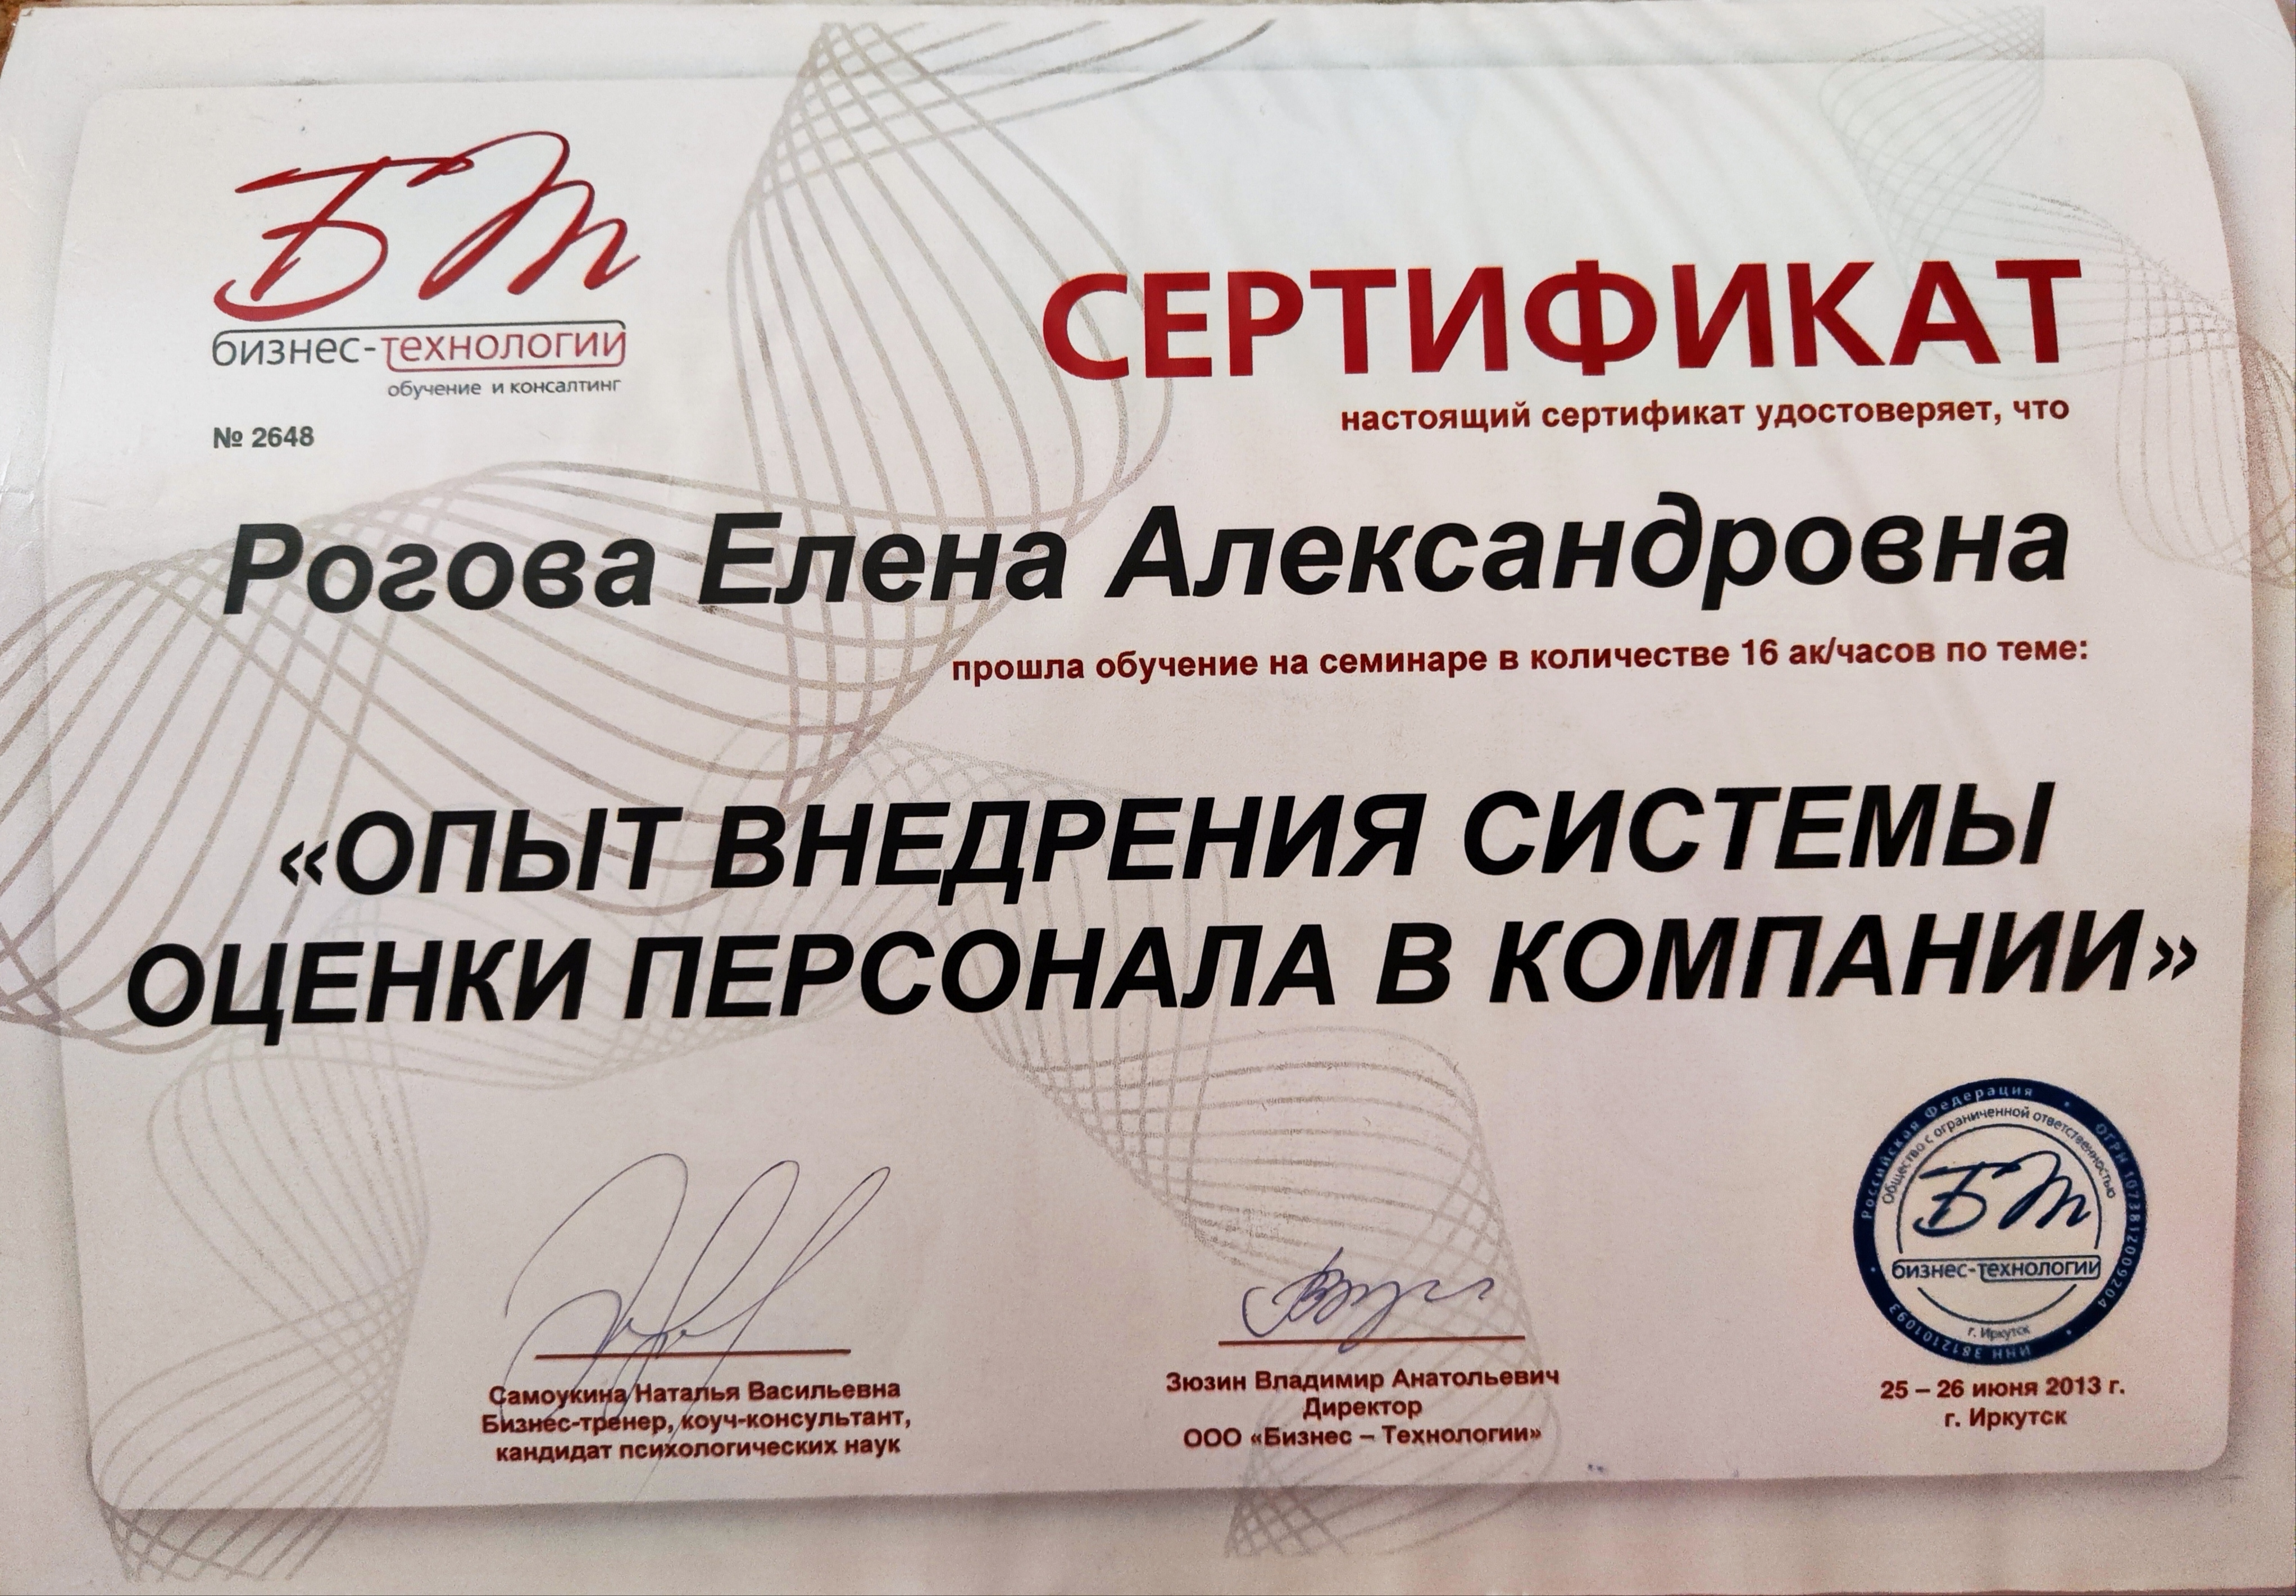 БТ
бизнес-технологии
обучение и консалтинг
№ 2648
СЕРТИФИКАТ
настоящий сертификат удостоверяет, что
Рогова Елена Александровна
прошла обучение на семинаре в количестве 16 ак/часов по теме:
«ОПЫТ ВНЕДРЕНИЯ СИСТЕМЫ
ОЦЕНКИ ПЕРСОНАЛА В КОМПАНИИ»
Самоукина Наталья Васильевна
Бизнес-тренер, коуч-консультант,
кандидат психологических наук
Зюзин Владимир Анатольевич
Директор
ООО «Бизнес – Технологии»
Российская Федерация • ОГРН 1073812009204 • ИНН 3812101093 •
Общество с ограниченной ответственностью
БТ
бизнес-технологии
г. Иркутск
25 – 26 июня 2013 г.
г. Иркутск